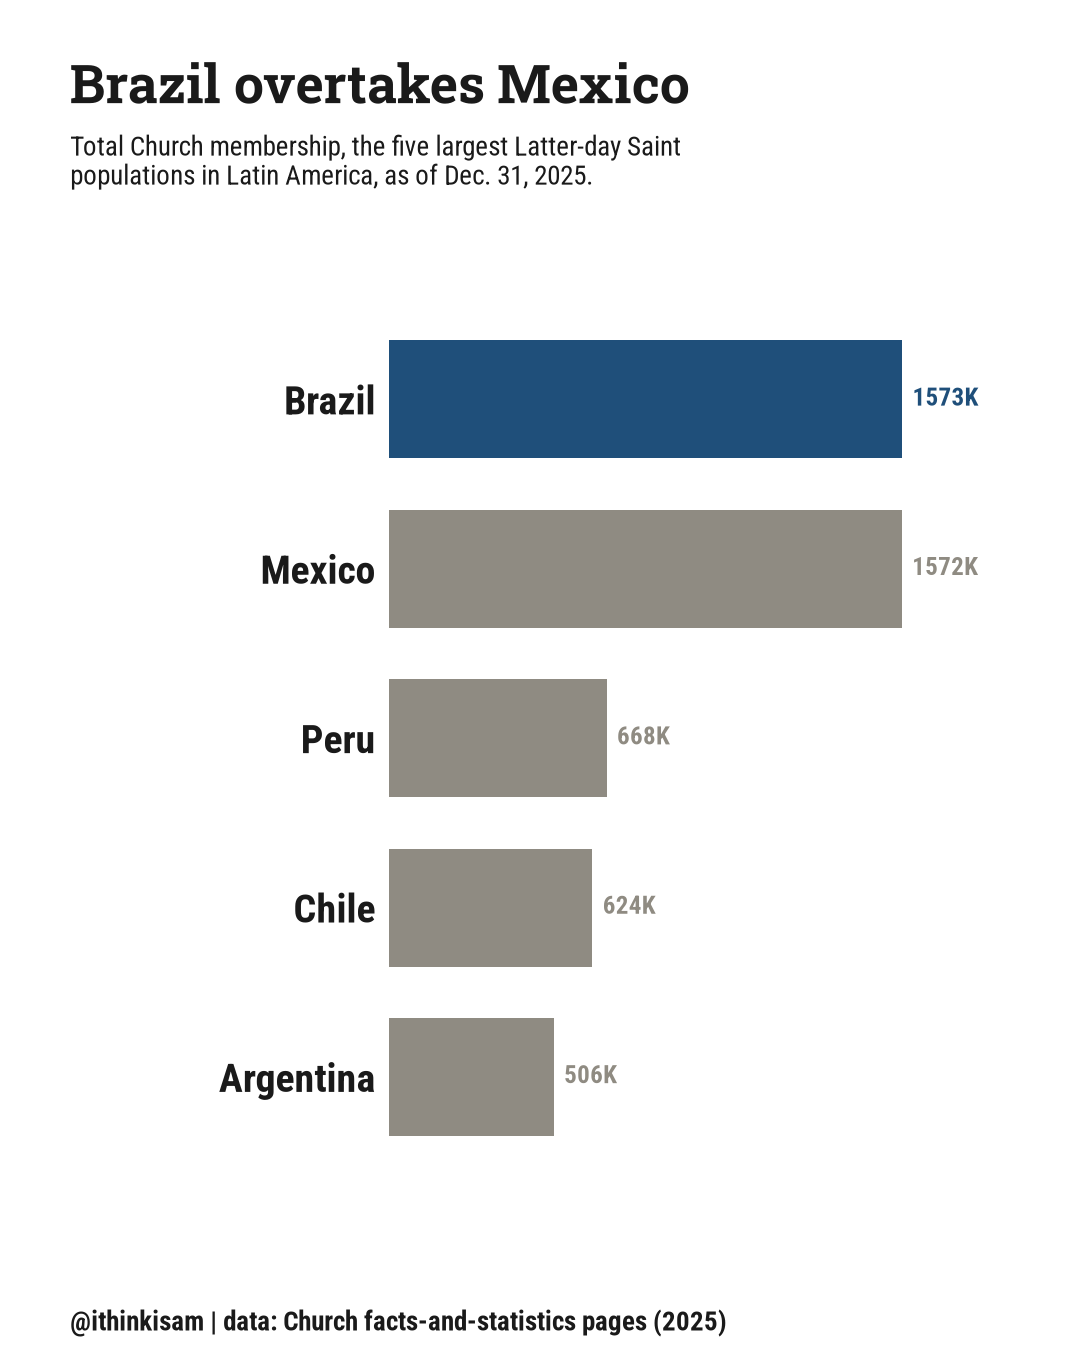 Brazil overtakes Mexico
Total Church membership, the five largest Latter-day Saint
populations in Latin America, as of Dec. 31, 2025.
Brazil 1573K
Mexico 1572K
Peru 668K
Chile 624K
Argentina 506K
@ithinkisam | data: Church facts-and-statistics pages (2025)